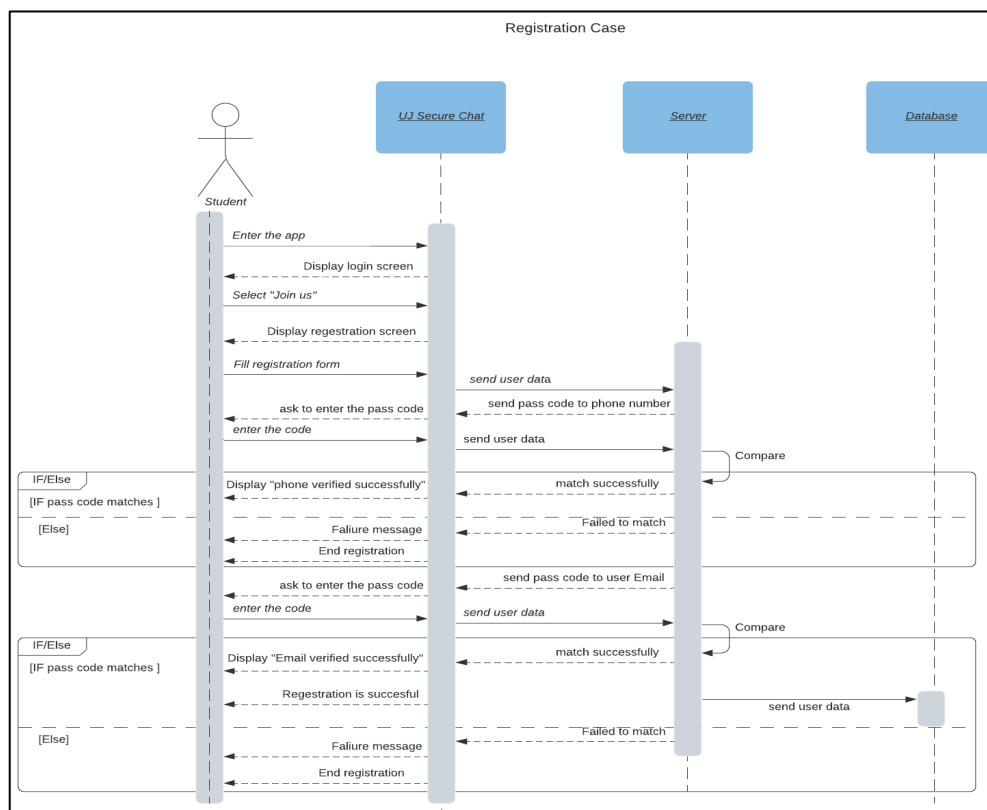 Registration Case
UJ Secure Chat
Server
Database
Student
Enter the app
Display login screen
Select "Join us"
Display regestration screen
Fill registration form
send user data
send pass code to phone number
ask to enter the pass code
enter the code
send user data
Compare
IF/Else
[IF pass code matches ]
match successfully
Display "phone verified successfully"
[Else]
Failed to match
Faliure message
End registration
send pass code to user Email
ask to enter the pass code
enter the code
send user data
Compare
IF/Else
[IF pass code matches ]
match successfully
Display "Email verified successfully"
Regestration is succesful
send user data
[Else]
Failed to match
Faliure message
End registration